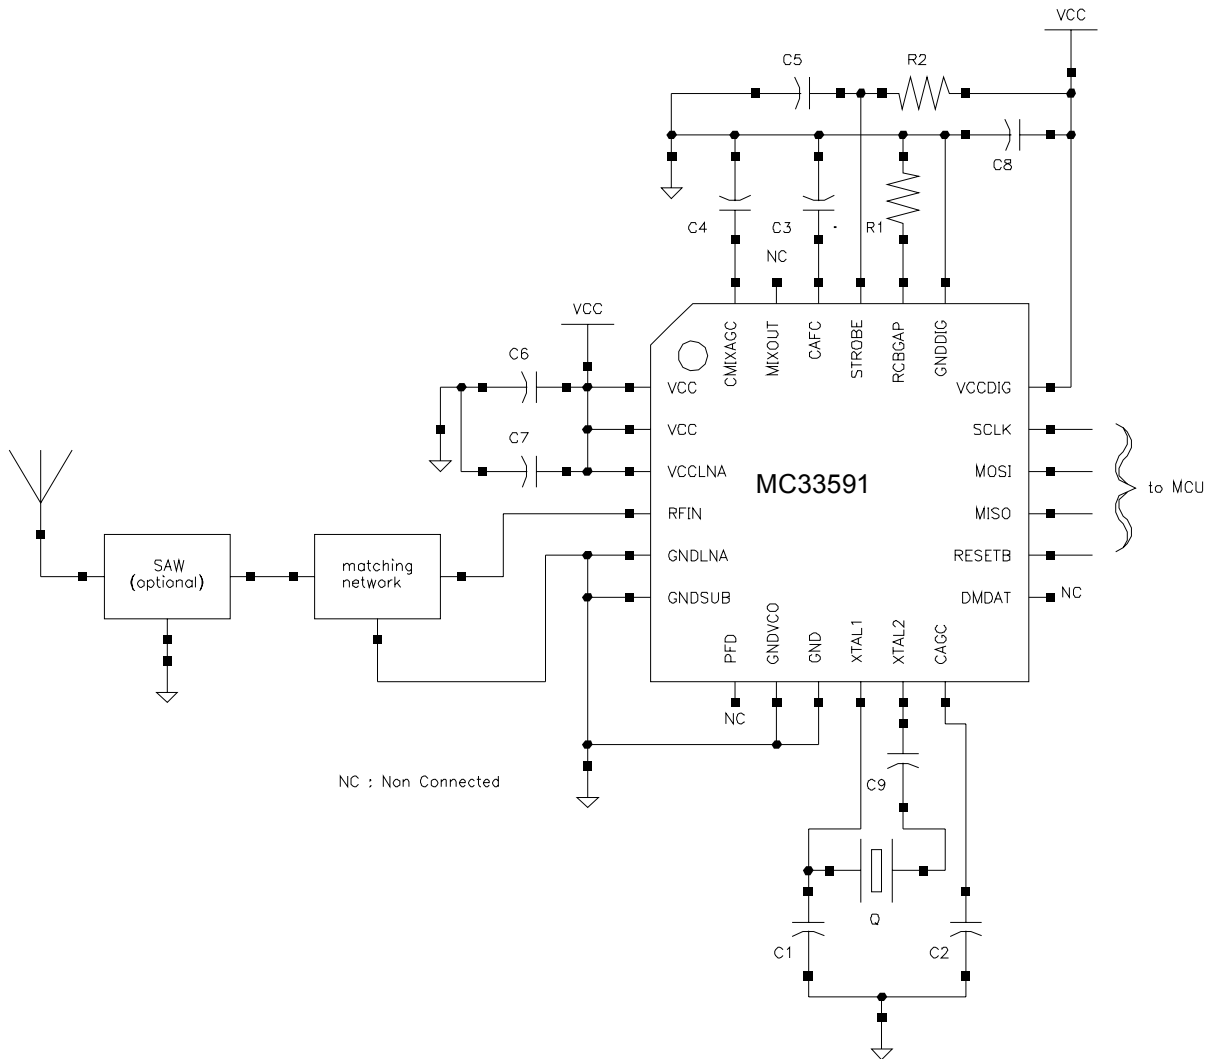 VCC
C5
R2
C8
C4
C3
R1
NC
VCC
CMIXAGC
MIXOUT
CAFC
STROBE
RCBGAP
GNDDIG
C6
VCC
VCCDIG
VCC
SCLK
C7
VCCLNA
MC33591
MOSI
to MCU
RFIN
MISO
GNDLNA
RESETB
SAW
(optional)
matching
network
GNDSUB
DMDAT
NC
PFD
GNDVCO
GND
XTAL1
XTAL2
CAGC
NC
NC : Non Connected
C9
Q
C1
C2